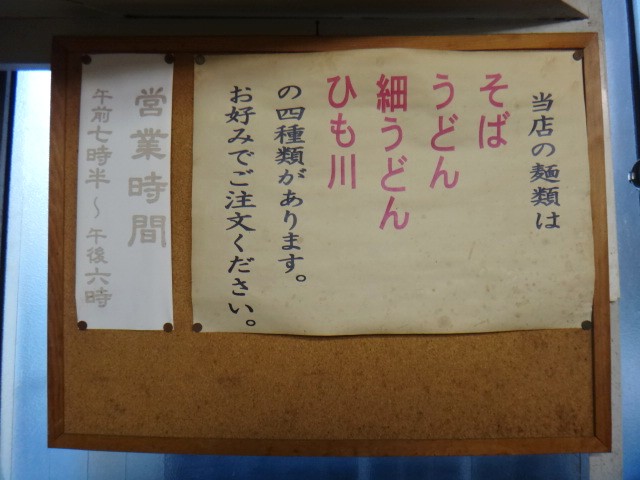 当店の麺類は
そば
うどん
細うどん
ひも川
の四種類があります。
お好みでご注文ください。
営業時間
午前七時半～午後六時